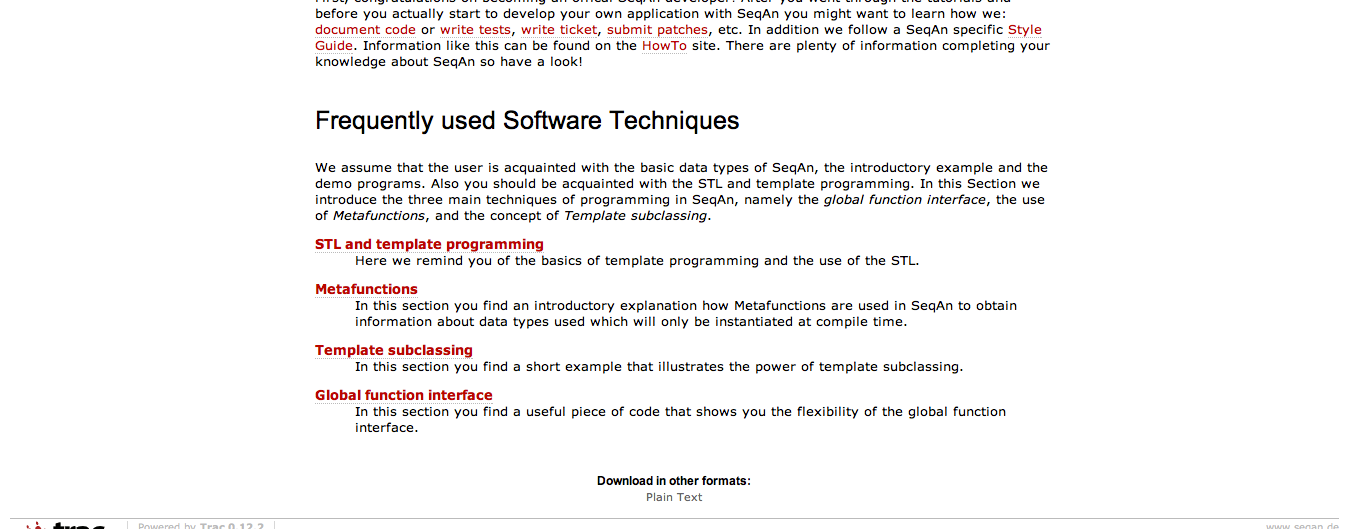 First, congratulations on becoming an offical SeqAn developer! After you went through the tutorials and
before you actually start to develop your own application with SeqAn you might want to learn how we:
document code or write tests, write ticket, submit patches, etc. In addition we follow a SeqAn specific Style
Guide. Information like this can be found on the HowTo site. There are plenty of information completing your
knowledge about SeqAn so have a look!
Frequently used Software Techniques
We assume that the user is acquainted with the basic data types of SeqAn, the introductory example and the
demo programs. Also you should be acquainted with the STL and template programming. In this Section we
introduce the three main techniques of programming in SeqAn, namely the global function interface, the use
of Metafunctions, and the concept of Template subclassing.
STL and template programming
Here we remind you of the basics of template programming and the use of the STL.
Metafunctions
In this section you find an introductory explanation how Metafunctions are used in SeqAn to obtain
information about data types used which will only be instantiated at compile time.
Template subclassing
In this section you find a short example that illustrates the power of template subclassing.
Global function interface
In this section you find a useful piece of code that shows you the flexibility of the global function
interface.
Download in other formats:
Plain Text
trac Powered by Trac 0.12.2 www.seqan.de